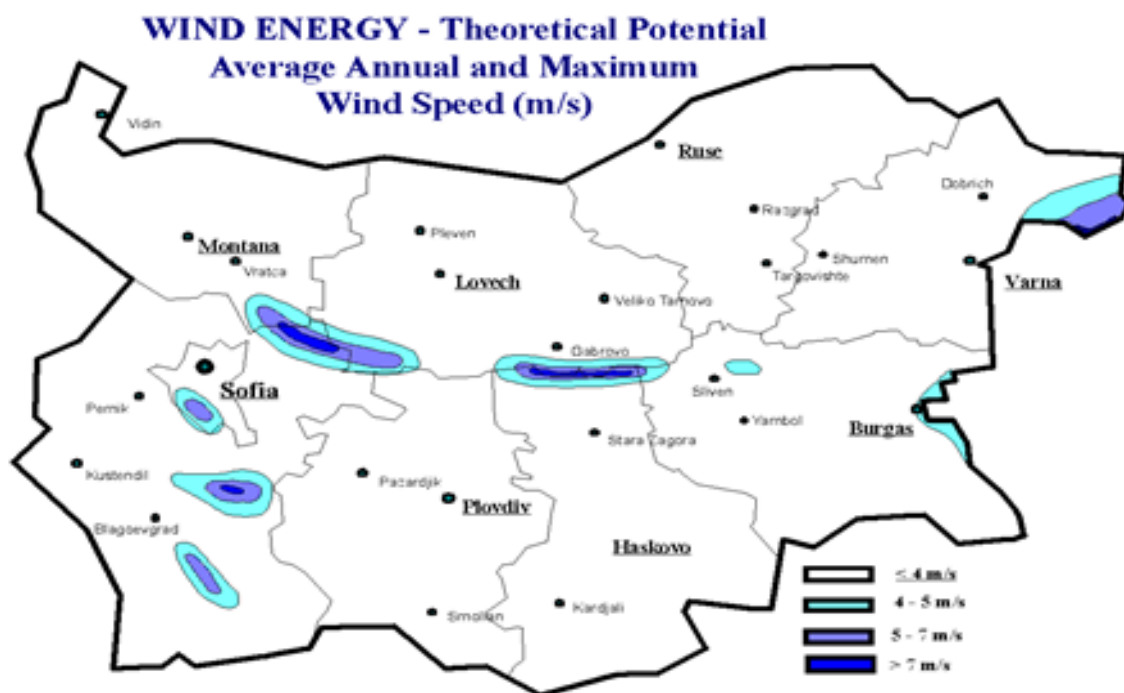 WIND ENERGY - Theoretical Potential
Average Annual and Maximum
Wind Speed (m/s)
Vidin
Ruse
Dobrich
Razgrad
Pleven
Montana
Vratca
Shumen
Targovishte
Lovech
Varna
Veliko Tarnovo
Gabrovo
Sofia
Sliven
Pernik
Yambol
Burgas
Stara Zagora
Kustendil
Pazardjik
Plovdiv
Blagoevgrad
Haskovo
≤ 4 m/s
4 - 5 m/s
Kardjali
Smolian
5 - 7 m/s
> 7 m/s